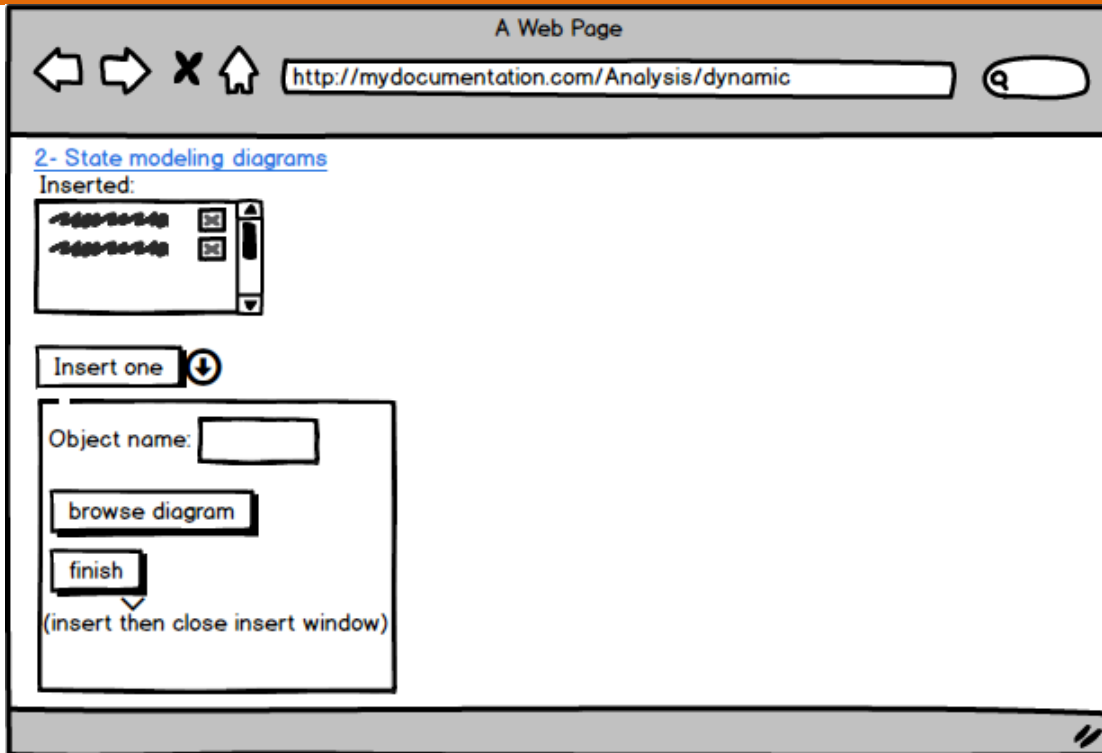 A Web Page
http://mydocumentation.com/Analysis/dynamic
2- State modeling diagrams
Inserted:
Insert one
Object name:
browse diagram
finish
(insert then close insert window)